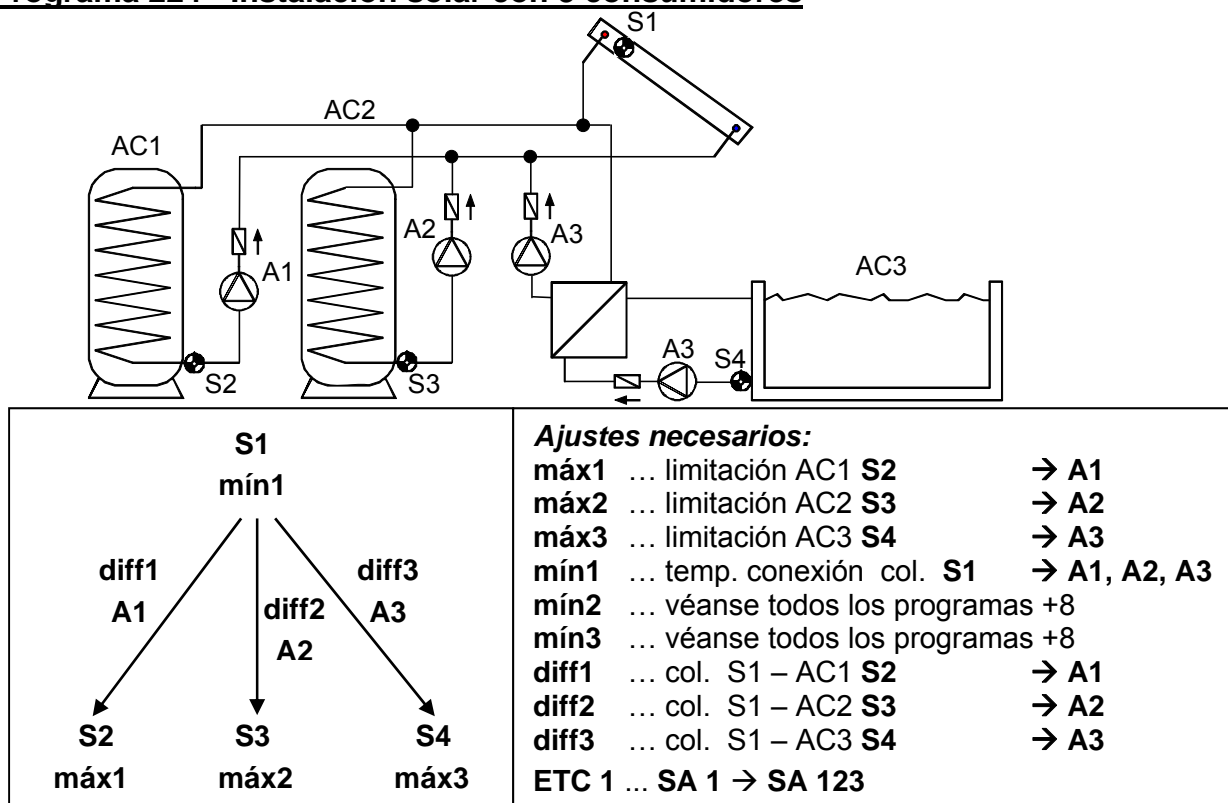 S1
AC2
AC1
A2
A3
A1
AC3
A3
S4
S2
S3
S1
mín1
diff1
diff3
A1
diff2
A3
A2
S2
S3
S4
máx1
máx2
máx3
Ajustes necesarios:
máx1 … limitación AC1 S2 → A1
máx2 … limitación AC2 S3 → A2
máx3 … limitación AC3 S4 → A3
mín1 … temp. conexión col. S1 → A1, A2, A3
mín2 … véanse todos los programas +8
mín3 … véanse todos los programas +8
diff1 … col. S1 – AC1 S2 → A1
diff2 … col. S1 – AC2 S3 → A2
diff3 … col. S1 – AC3 S4 → A3
ETC 1 ... SA 1 → SA 123